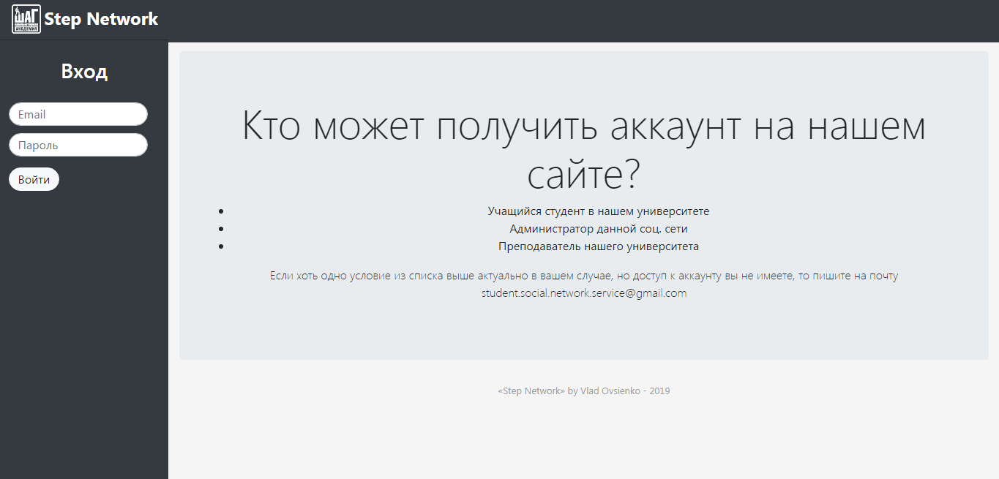 ШАГ
КОМПЬЮТЕРНАЯ
АКАДЕМИЯ
Step Network
Вход
Email
Пароль
Войти
Кто может получить аккаунт на нашем
сайте?
Учащийся студент в нашем университете
Администратор данной соц. сети
Преподаватель нашего университета
Если хоть одно условие из списка выше актуально в вашем случае, но доступ к аккаунту вы не имеете, то пишите на почту
student.social.network.service@gmail.com
«Step Network» by Vlad Ovsienko - 2019